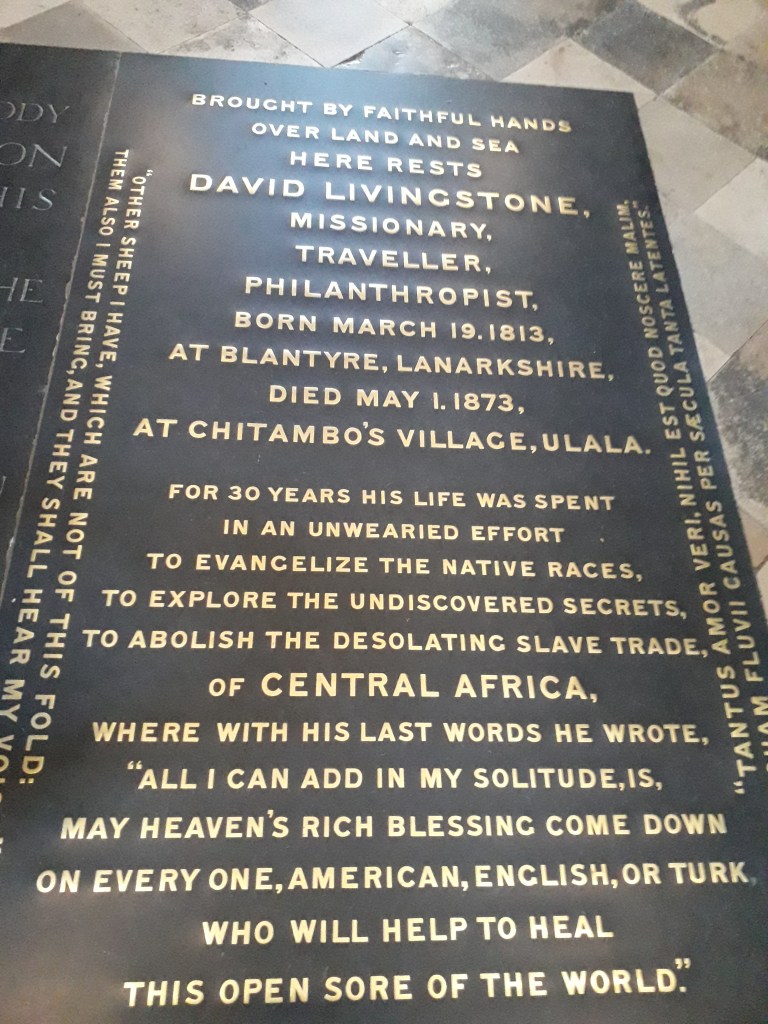 BROUGHT BY FAITHFUL HANDS
OVER LAND AND SEA
HERE RESTS
DAVID LIVINGSTONE,
MISSIONARY,
TRAVELLER,
PHILANTHROPIST,
BORN MARCH 19.1813,
AT BLANTYRE, LANARKSHIRE,
DIED MAY 1.1873,
AT CHITAMBO'S VILLAGE, ULALA.
FOR 30 YEARS HIS LIFE WAS SPENT
IN AN UNWEARIED EFFORT
TO EVANGELIZE THE NATIVE RACES,
TO EXPLORE THE UNDISCOVERED SECRETS,
TO ABOLISH THE DESOLATING SLAVE TRADE,
OF CENTRAL AFRICA,
WHERE WITH HIS LAST WORDS HE WROTE,
"ALL I CAN ADD IN MY SOLITUDE, IS,
MAY HEAVEN'S RICH BLESSING COME DOWN
ON EVERY ONE, AMERICAN, ENGLISH, OR TURK,
WHO WILL HELP TO HEAL
THIS OPEN SORE OF THE WORLD."
"OTHER SHEEP I HAVE, WHICH ARE NOT OF THIS FOLD:
THEM ALSO I MUST BRING, AND THEY SHALL HEAR MY
"TANTUS AMOR VERI, NIHIL EST QUOD NOSCERE MALIM,
FLUVII CAUSAS PER SÆCULA TANTA LATENTES."